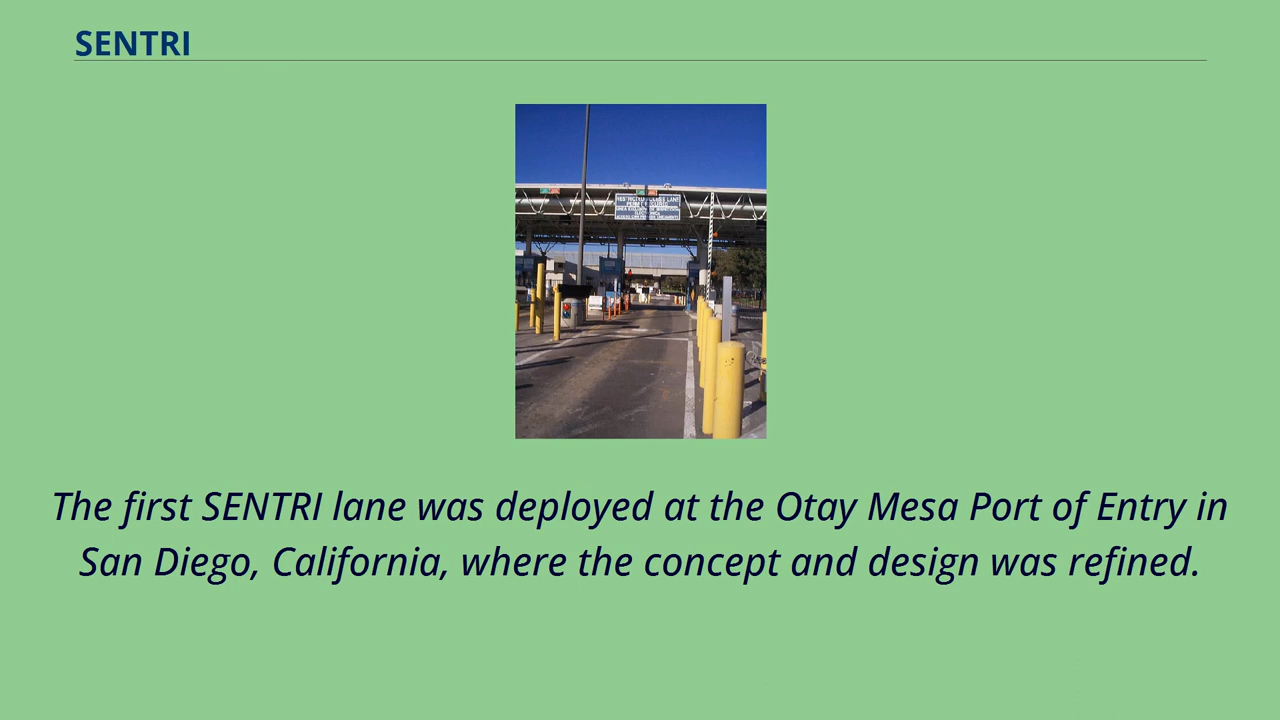 SENTRI
LANE
The first SENTRI lane was deployed at the Otay Mesa Port of Entry in
San Diego, California, where the concept and design was refined.